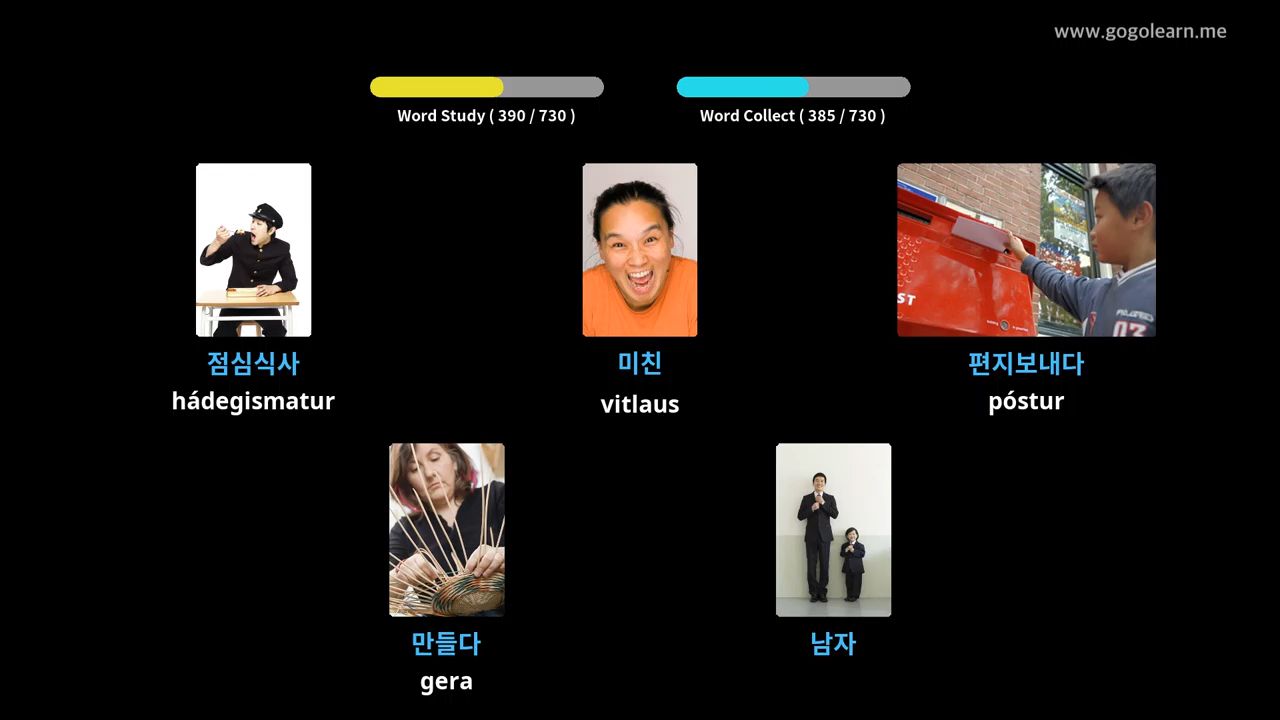 www.gogolearn.me
Word Study ( 390 / 730 )
Word Collect ( 385 / 730 )
ST
점심식사
미친
편지보내다
hádegismatur
vitlaus
póstur
만들다
남자
gera